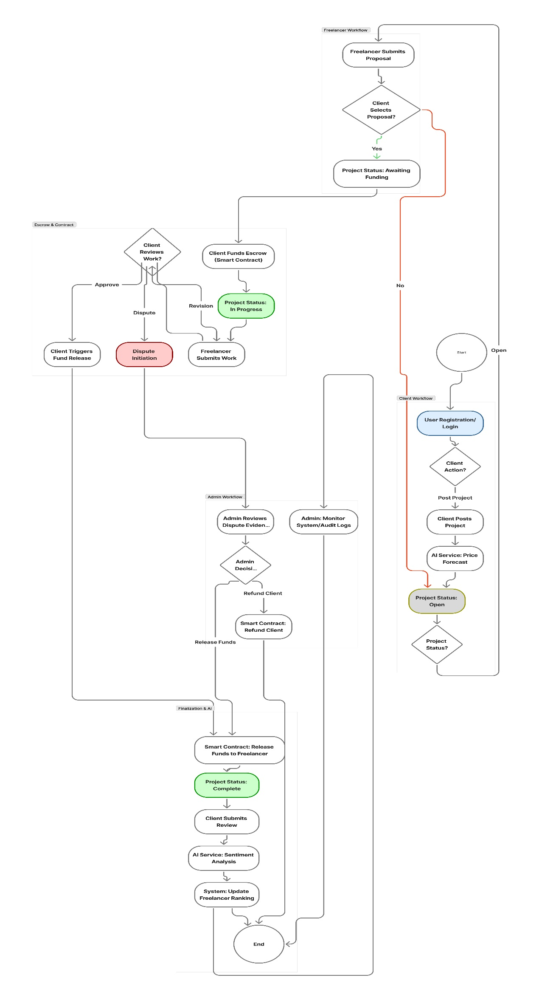 Freelancer Workflow
Freelancer Submits
Proposal
Client
Selects
Proposal?
Yes
Project Status: Awaiting
Funding
Escrow & Contract
Client
Reviews
Work?
Client Funds Escrow
(Smart Contract)
Approve
No
Revision
Project Status:
In Progress
Dispute
Client Triggers
Fund Release
Dispute
Initiation
Freelancer
Submits Work
Start
Open
Client Workflow
User Registration/
Login
Client
Action?
Post Project
Admin Workflow
Admin Reviews
Dispute Eviden...
Admin: Monitor
System/Audit Logs
Client Posts
Project
AI Service: Price
Forecast
Admin
Decisi...
Refund Client
Project Status:
Open
Smart Contract:
Refund Client
Release Funds
Project
Status?
Finalization & AI
Smart Contract: Release
Funds to Freelancer
Project Status:
Complete
Client Submits
Review
AI Service: Sentiment
Analysis
System: Update
Freelancer Ranking
End